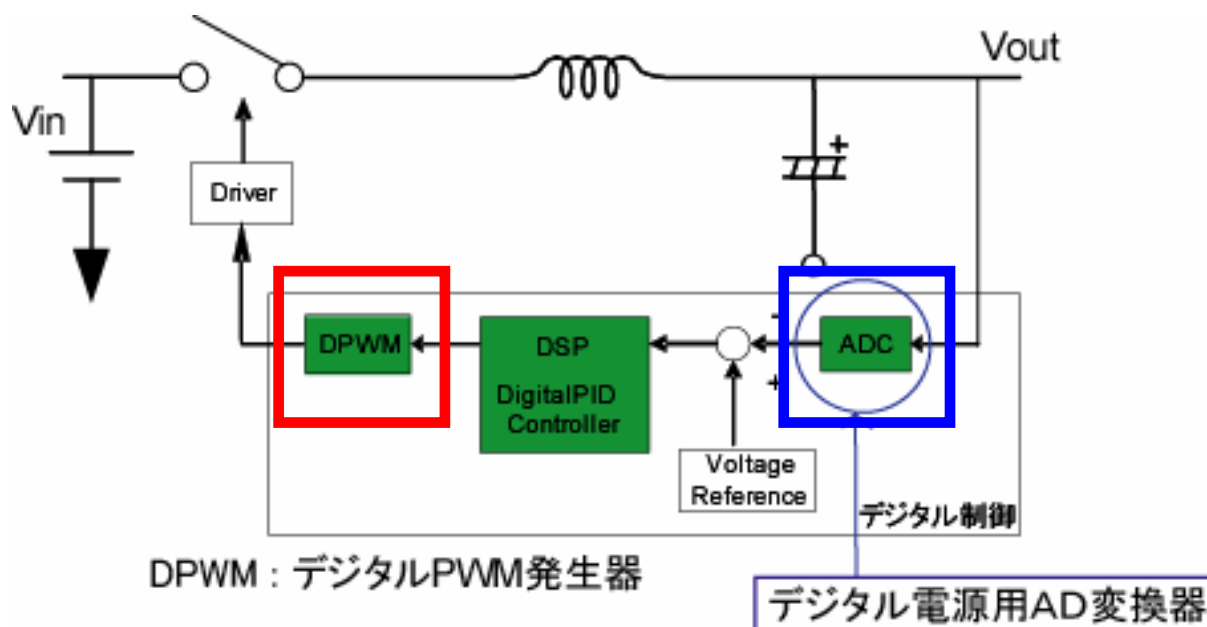 Vout
Vin
+
Driver
DPWM
DSP
DigitalPID
Controller
-
+
ADC
Voltage
Reference
デジタル制御
DPWM：デジタルPWM発生器
デジタル電源用AD変換器